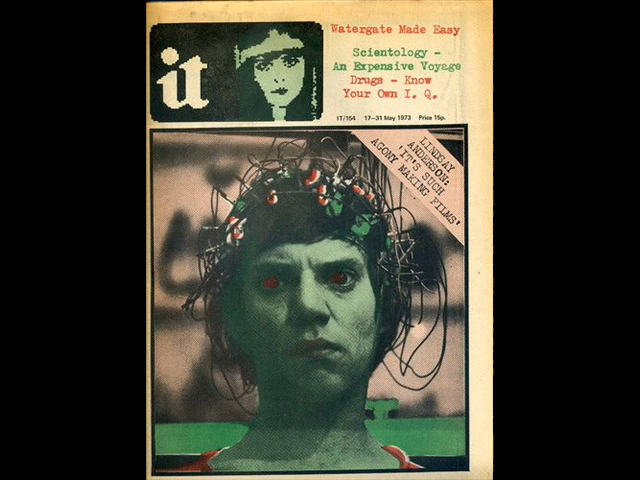 it
Watergate Made Easy
Scientology -
An Expensive Voyage
Drugs - Know
Your Own I. Q.
IT/154 17-31 May 1973 Price 15p.
LINDSAY
ANDERSON:
'IT'S SUCH
AGONY MAKING FILMS'